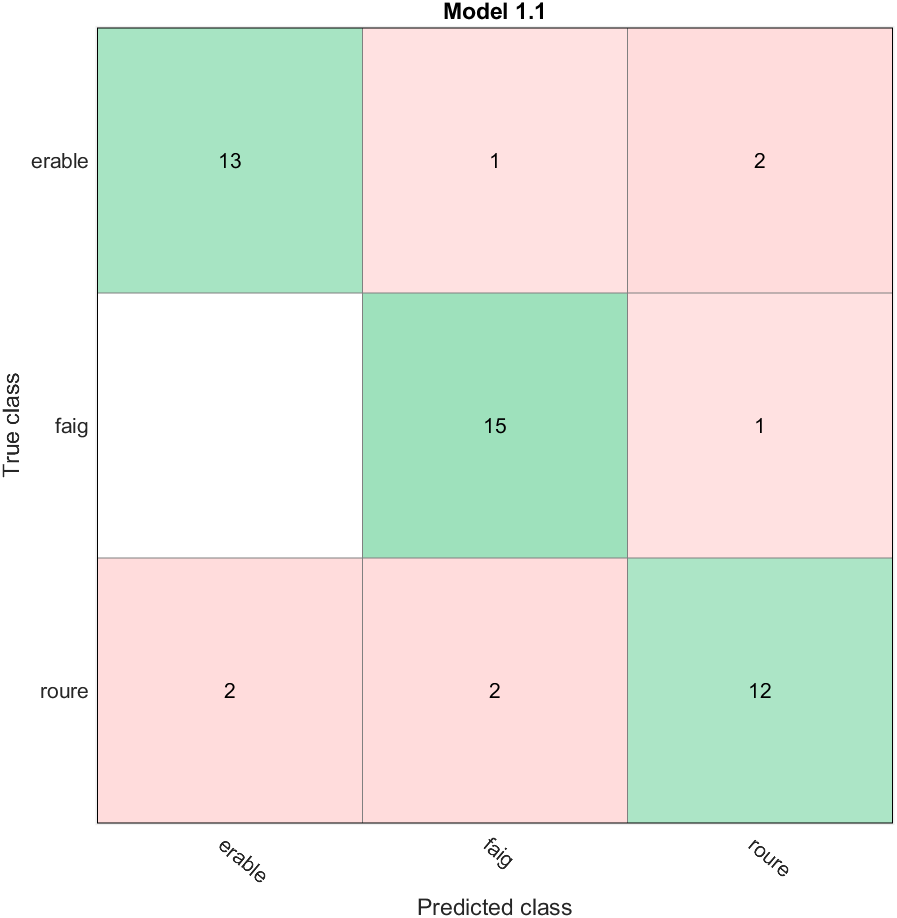 Model 1.1
erable
13
1
2
faig
15
1
roure
2
2
12
erable
faig
roure
True class
Predicted class